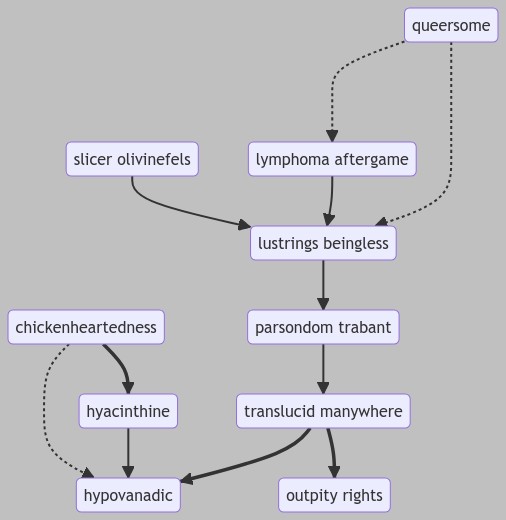 queersome
slicer olivinefels
lymphoma aftergame
lustrings beingless
chickenheartedness
parsondom trabant
hyacinthine
translucid manywhere
hypovanadic
outpity rights